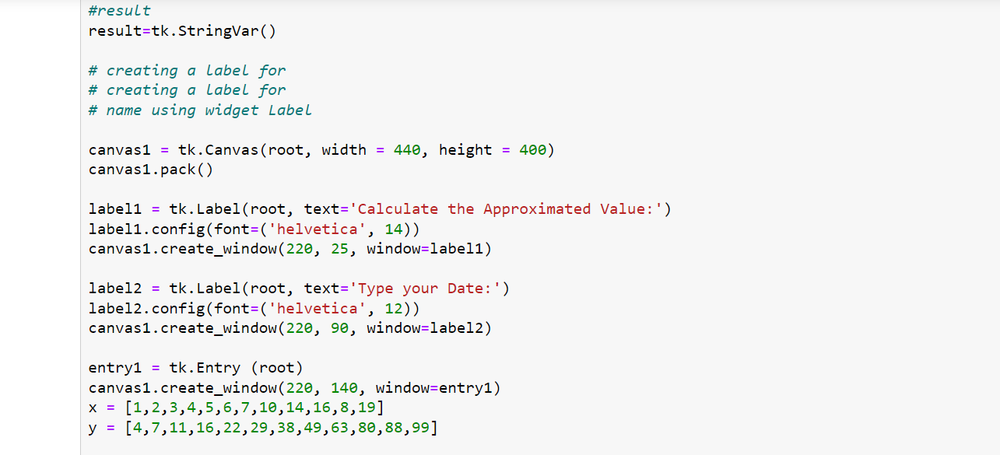 #result
result=tk.StringVar()
# creating a label for
# creating a label for
# name using widget Label
canvas1 = tk.Canvas(root, width = 440, height = 400)
canvas1.pack()
label1 = tk.Label(root, text='Calculate the Approximated Value:')
label1.config(font=('helvetica', 14))
canvas1.create_window(220, 25, window=label1)
label2 = tk.Label(root, text='Type your Date:')
label2.config(font=('helvetica', 12))
canvas1.create_window(220, 90, window=label2)
entry1 = tk.Entry (root)
canvas1.create_window(220, 140, window=entry1)
x = [1,2,3,4,5,6,7,10,14,16,8,19]
y = [4,7,11,16,22,29,38,49,63,80,88,99]